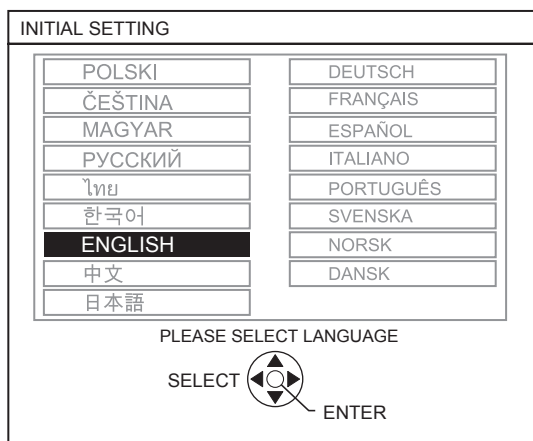 INITIAL SETTING
POLSKI
ČEŠTINA
MAGYAR
РУССКИЙ
ไทย
한국어
ENGLISH
中文
日本語
DEUTSCH
FRANÇAIS
ESPAÑOL
ITALIANO
PORTUGUÊS
SVENSKA
NORSK
DANSK
PLEASE SELECT LANGUAGE
SELECT
ENTER